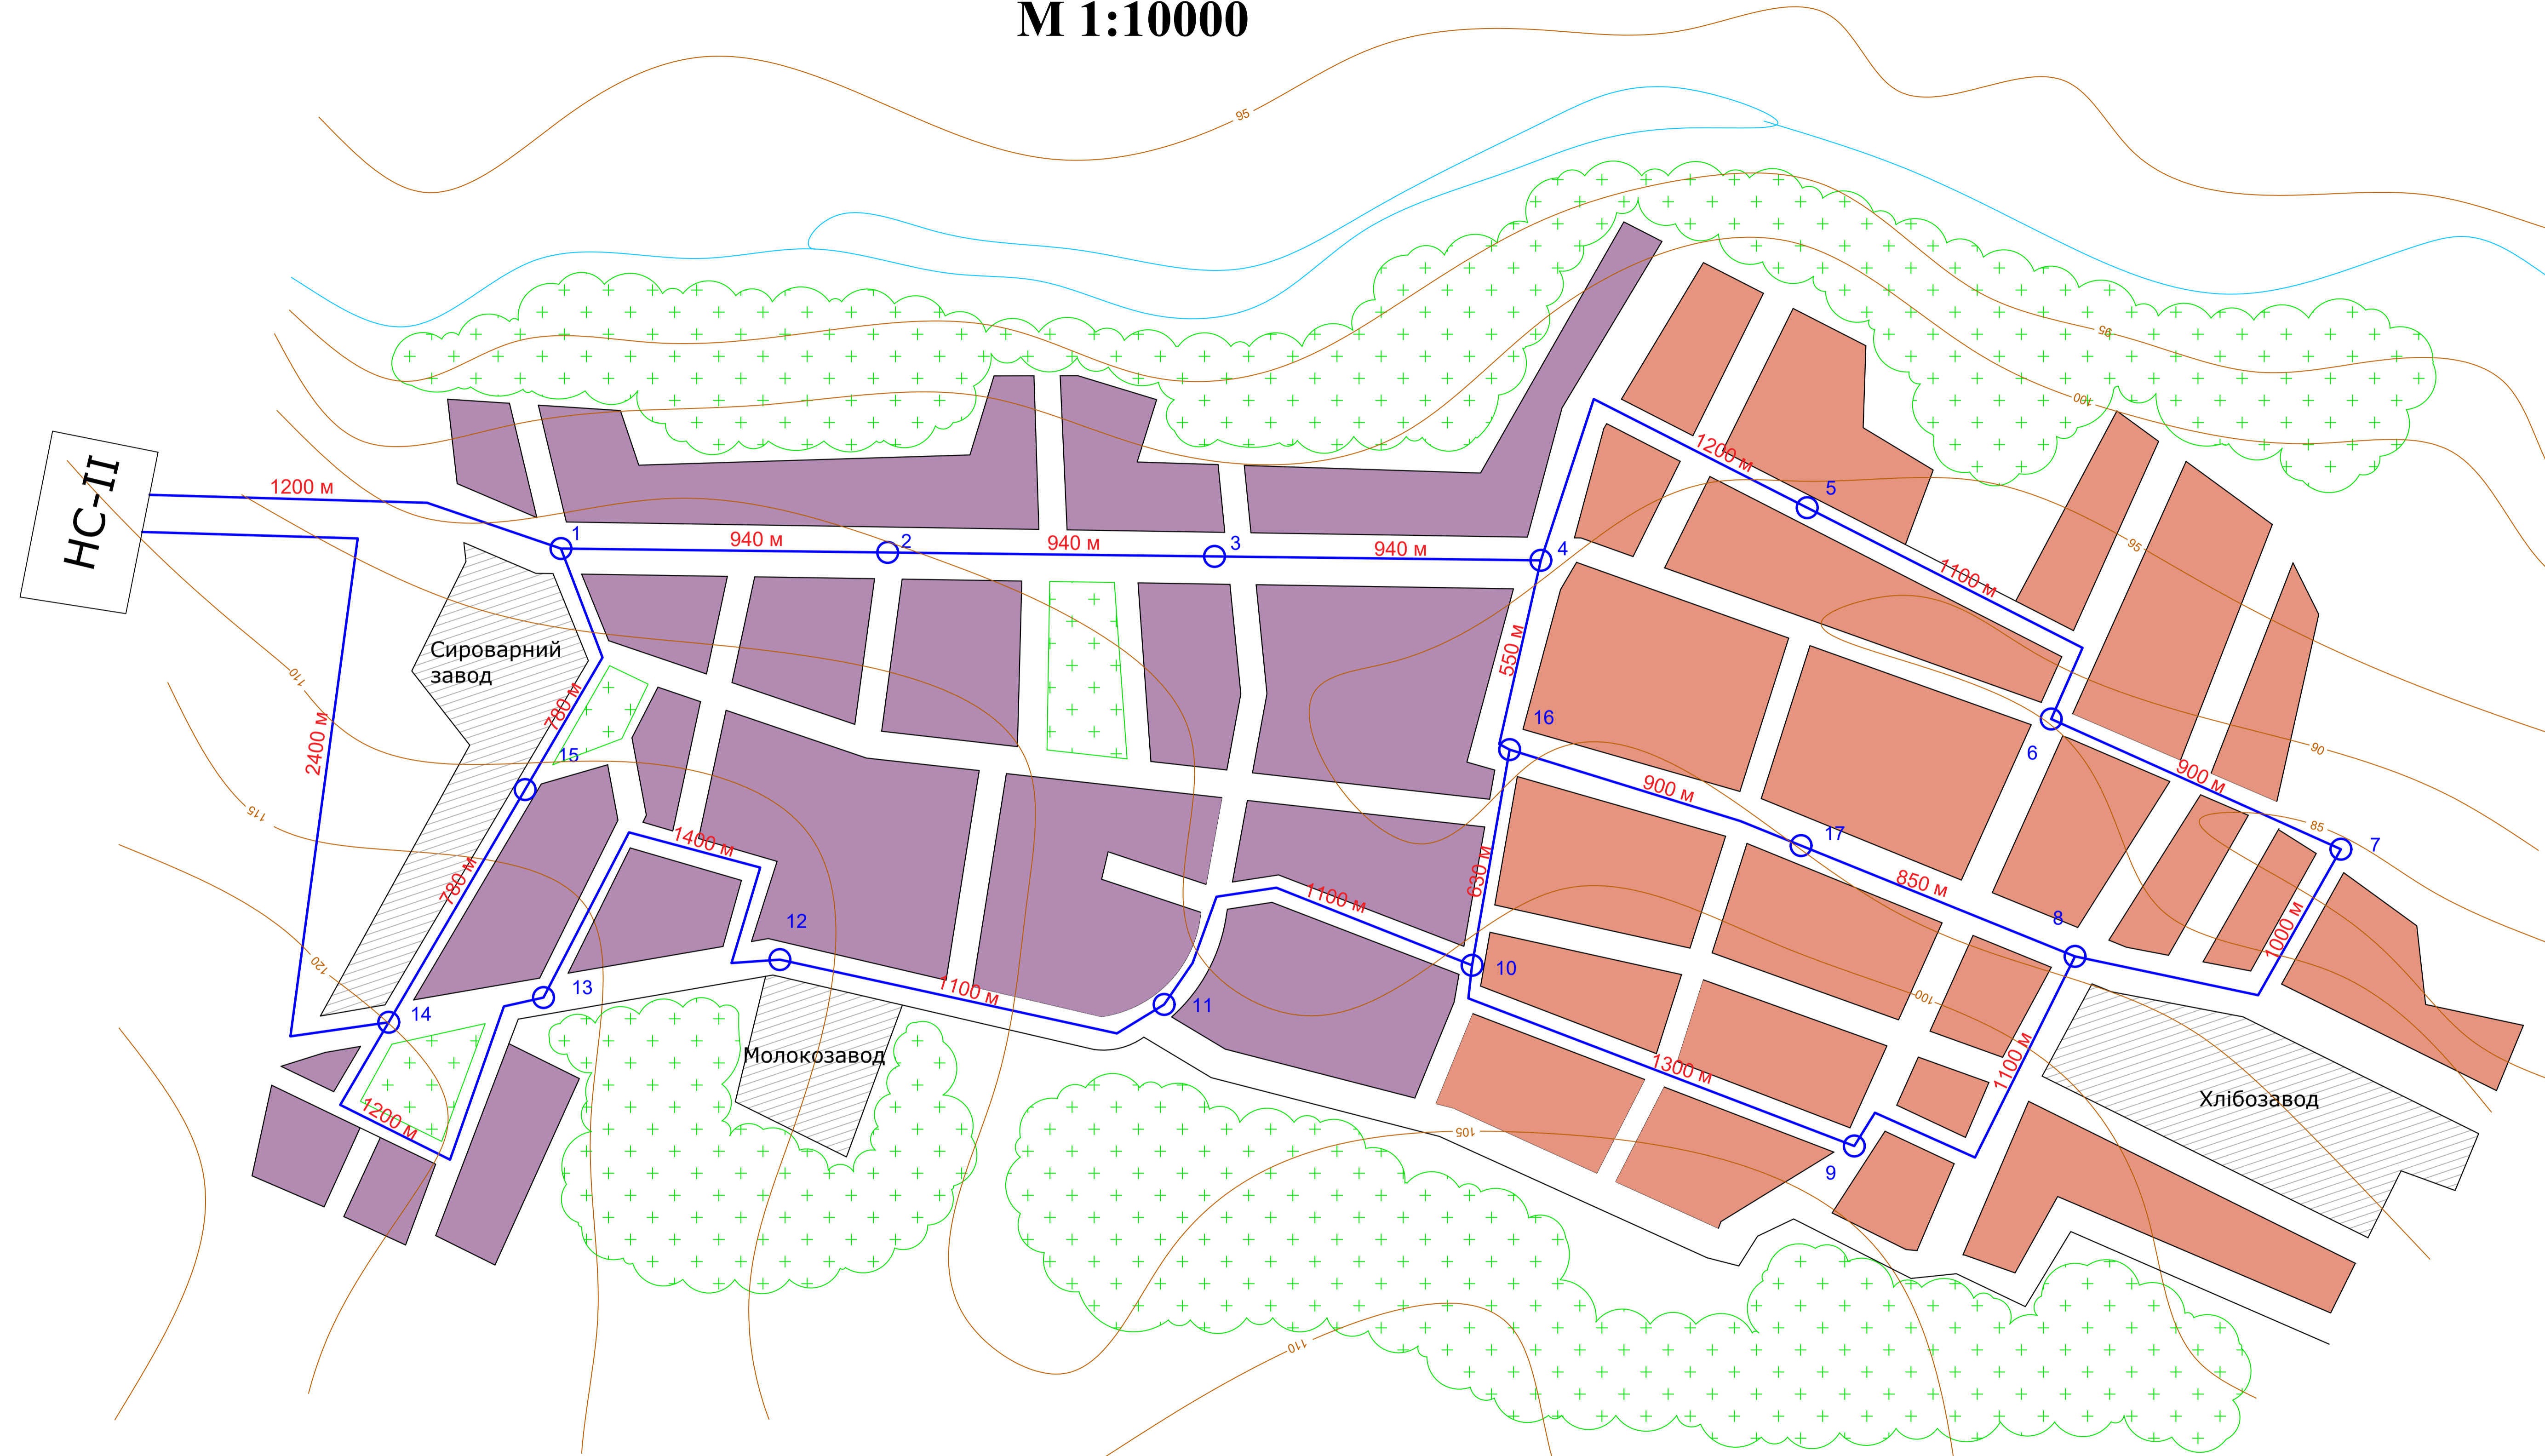 М 1:10000
95
95
100
1200 м
5
НС-II
1200 м
1
940 м
2
940 м
3
940 м
4
95
1100 м
Сироварний
завод
550 м
110
780 м
16
6
2400 м
15
90
900 м
900 м
115
1400 м
17
85
7
780 м
630 м
850 м
1100 м
12
8
1000 м
120
13
1100 м
11
10
100
14
Молокозавод
1300 м
1100 м
Хлібозавод
1200 м
105
9
110